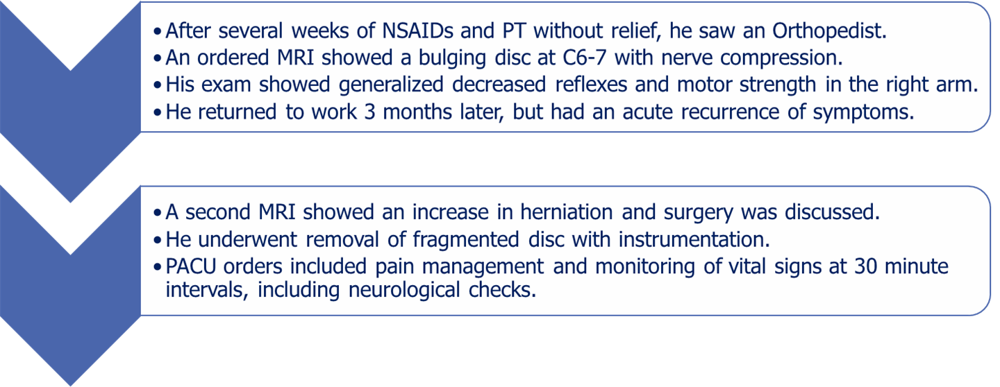 •After several weeks of NSAIDs and PT without relief, he saw an Orthopedist.
•An ordered MRI showed a bulging disc at C6-7 with nerve compression.
•His exam showed generalized decreased reflexes and motor strength in the right arm.
•He returned to work 3 months later, but had an acute recurrence of symptoms.
•A second MRI showed an increase in herniation and surgery was discussed.
•He underwent removal of fragmented disc with instrumentation.
•PACU orders included pain management and monitoring of vital signs at 30 minute
intervals, including neurological checks.